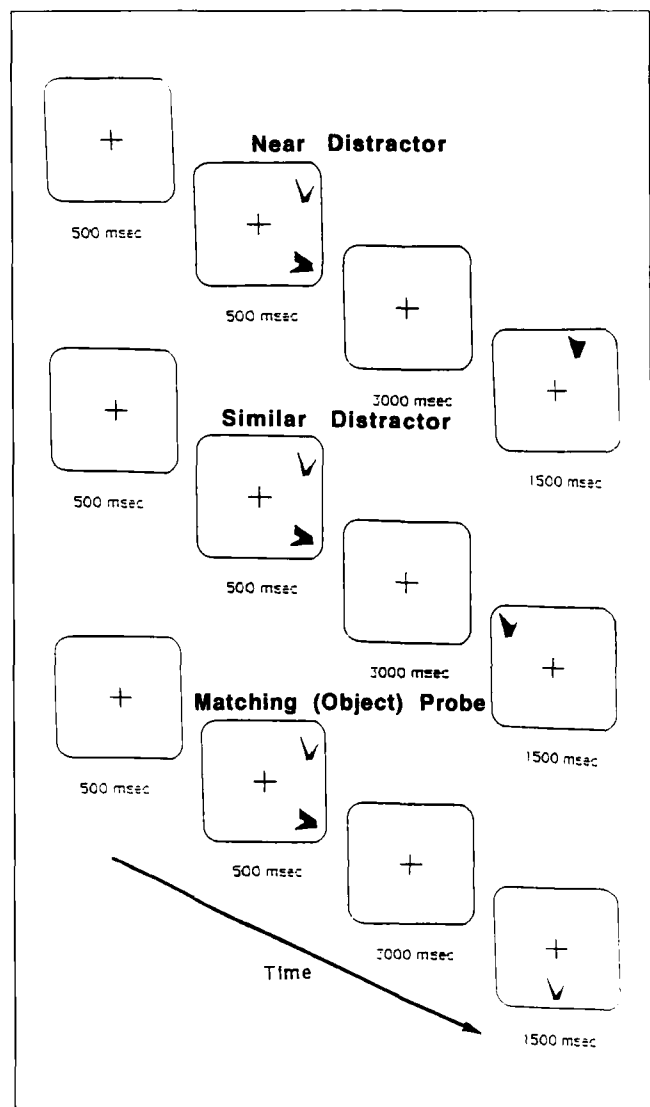 Near Distractor
500 msec
500 msec
3000 msec
1500 msec
Similar Distractor
500 msec
500 msec
3000 msec
1500 msec
Matching (Object) Probe
500 msec
500 msec
3000 msec
1500 msec
Time